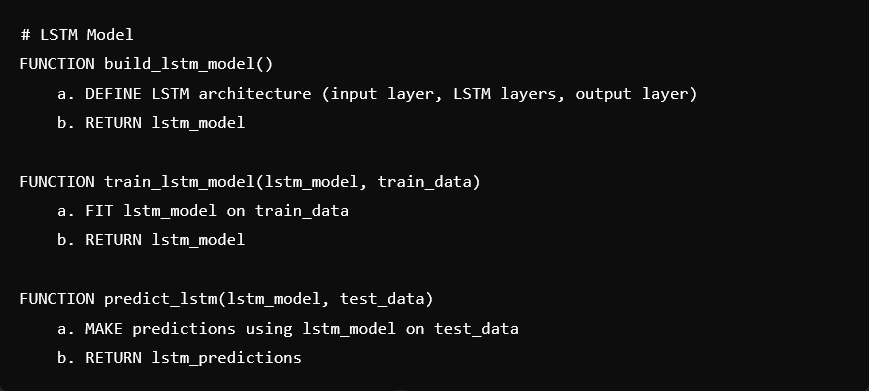 # LSTM Model
FUNCTION build_lstm_model()
a. DEFINE LSTM architecture (input layer, LSTM layers, output layer)
b. RETURN lstm_model
FUNCTION train_lstm_model(lstm_model, train_data)
a. FIT lstm_model on train_data
b. RETURN lstm_model
FUNCTION predict_lstm(lstm_model, test_data)
a. MAKE predictions using lstm_model on test_data
b. RETURN lstm_predictions